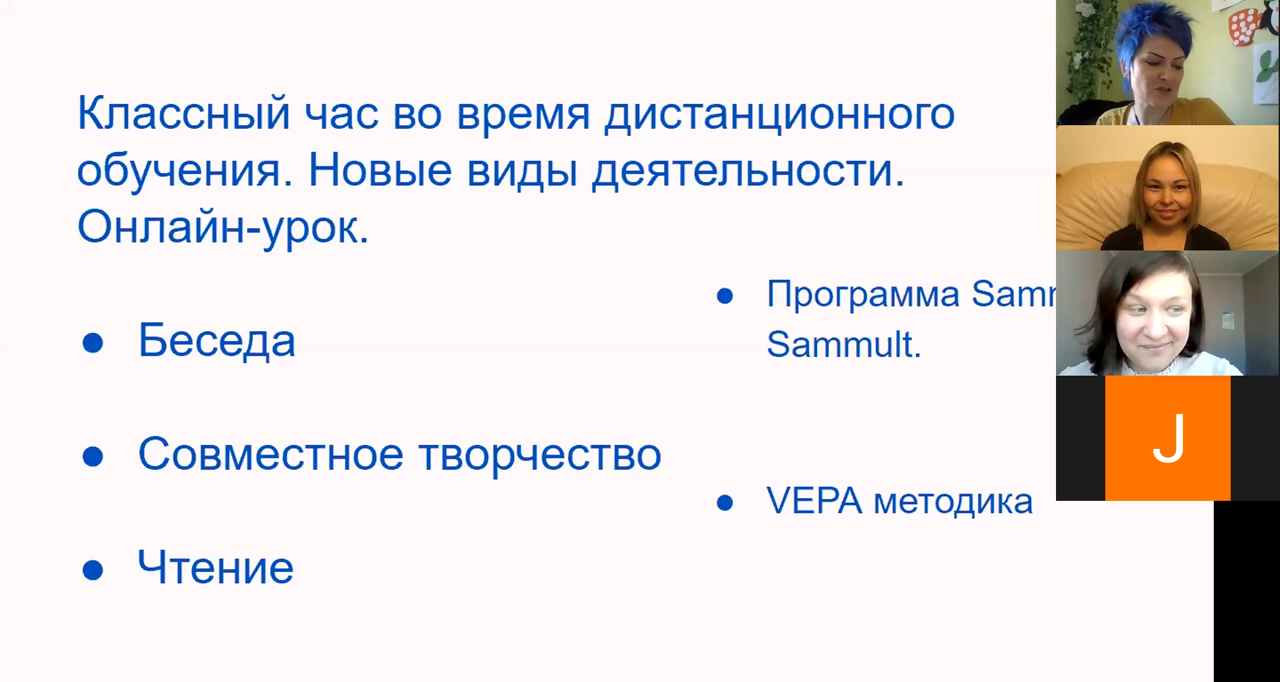 Классный час во время дистанционного
обучения. Новые виды деятельности.
Онлайн-урок.
Беседа
Совместное творчество
Чтение
Программа
Sammult.
VEPA методика
J